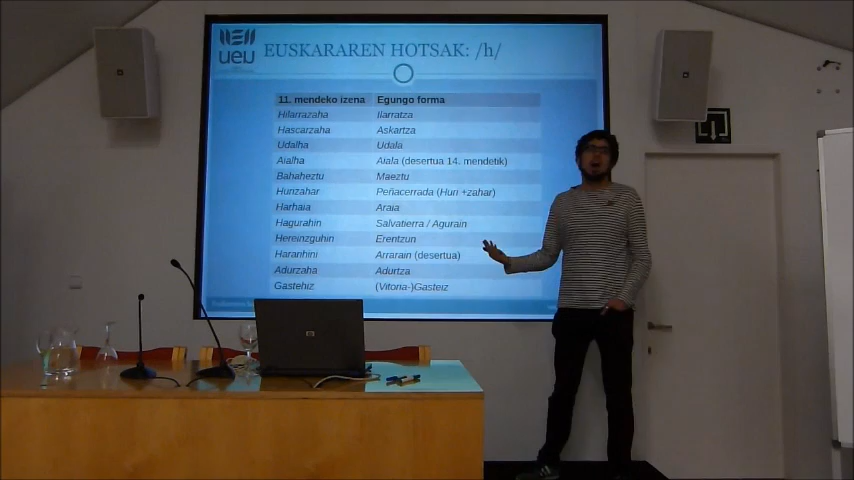 ueu
EUSKARAREN HOTSAK: /h/
11. mendeko izena Egungo forma
Hilarrazaha Ilarratza
Hascarzaha Askartza
Udalha Udala
Aialha Aiala (desertua 14. mendetik)
Bahaheztu Maeztu
Hurizahar Peñacerrada (Huri +zahar)
Harhaia Araia
Hagurahin Salvatierra / Agurain
Hereinzguhin Erentzun
Haranhini Arrarain (desertua)
Adurzaha Adurtza
Gastehiz (Vitoria-)Gasteiz